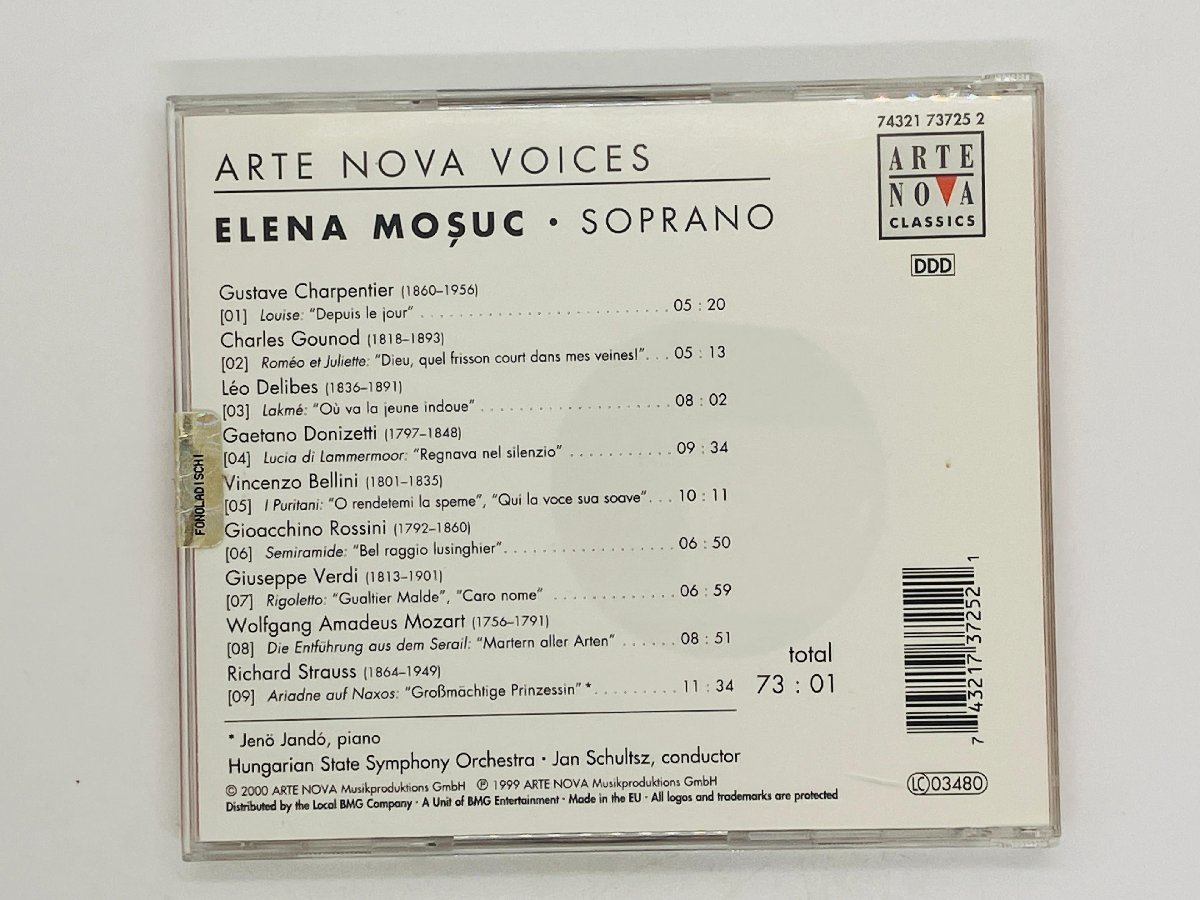 74321 73725 2
ARTE NOVA VOICES
ARTE
NOVA
CLASSICS
ELENA MOȘUC · SOPRANO
DDD
Gustave Charpentier (1860–1956)
[01] Louise: “Depuis le jour” . . . . . . . . . . . . . . . . . . . . . . . . . . 05 : 20
Charles Gounod (1818–1893)
[02] Roméo et Juliette: “Dieu, quel frisson court dans mes veines!”. . . 05 : 13
Léo Delibes (1836–1891)
[03] Lakmé: “Où va la jeune indoue” . . . . . . . . . . . . . . . . . . . . 08 : 02
Gaetano Donizetti (1797–1848)
[04] Lucia di Lammermoor: “Regnava nel silenzio” . . . . . . . . . . . 09 : 34
Vincenzo Bellini (1801–1835)
[05] I Puritani: “O rendetemi la speme”, “Qui la voce sua soave”. . . 10 : 11
Gioacchino Rossini (1792–1860)
[06] Semiramide: “Bel raggio lusinghier”. . . . . . . . . . . . . . . . . . 06 : 50
Giuseppe Verdi (1813–1901)
[07] Rigoletto: “Gualtier Malde”, “Caro nome” . . . . . . . . . . . . . 06 : 59
Wolfgang Amadeus Mozart (1756–1791)
[08] Die Entführung aus dem Serail: “Martern aller Arten” . . . . . . 08 : 51
Richard Strauss (1864–1949)
[09] Ariadne auf Naxos: “Großmächtige Prinzessin”*. . . . . . . . . 11 : 34
total
73 : 01
* Jenö Jandó, piano
Hungarian State Symphony Orchestra · Jan Schultsz, conductor
© 2000 ARTE NOVA Musikproduktions GmbH ℗ 1999 ARTE NOVA Musikproduktions GmbH
Distributed by the Local BMG Company · A Unit of BMG Entertainment · Made in the EU · All logos and trademarks are protected
FONOLADISCHI
7 43217 37252 1
LC 03480